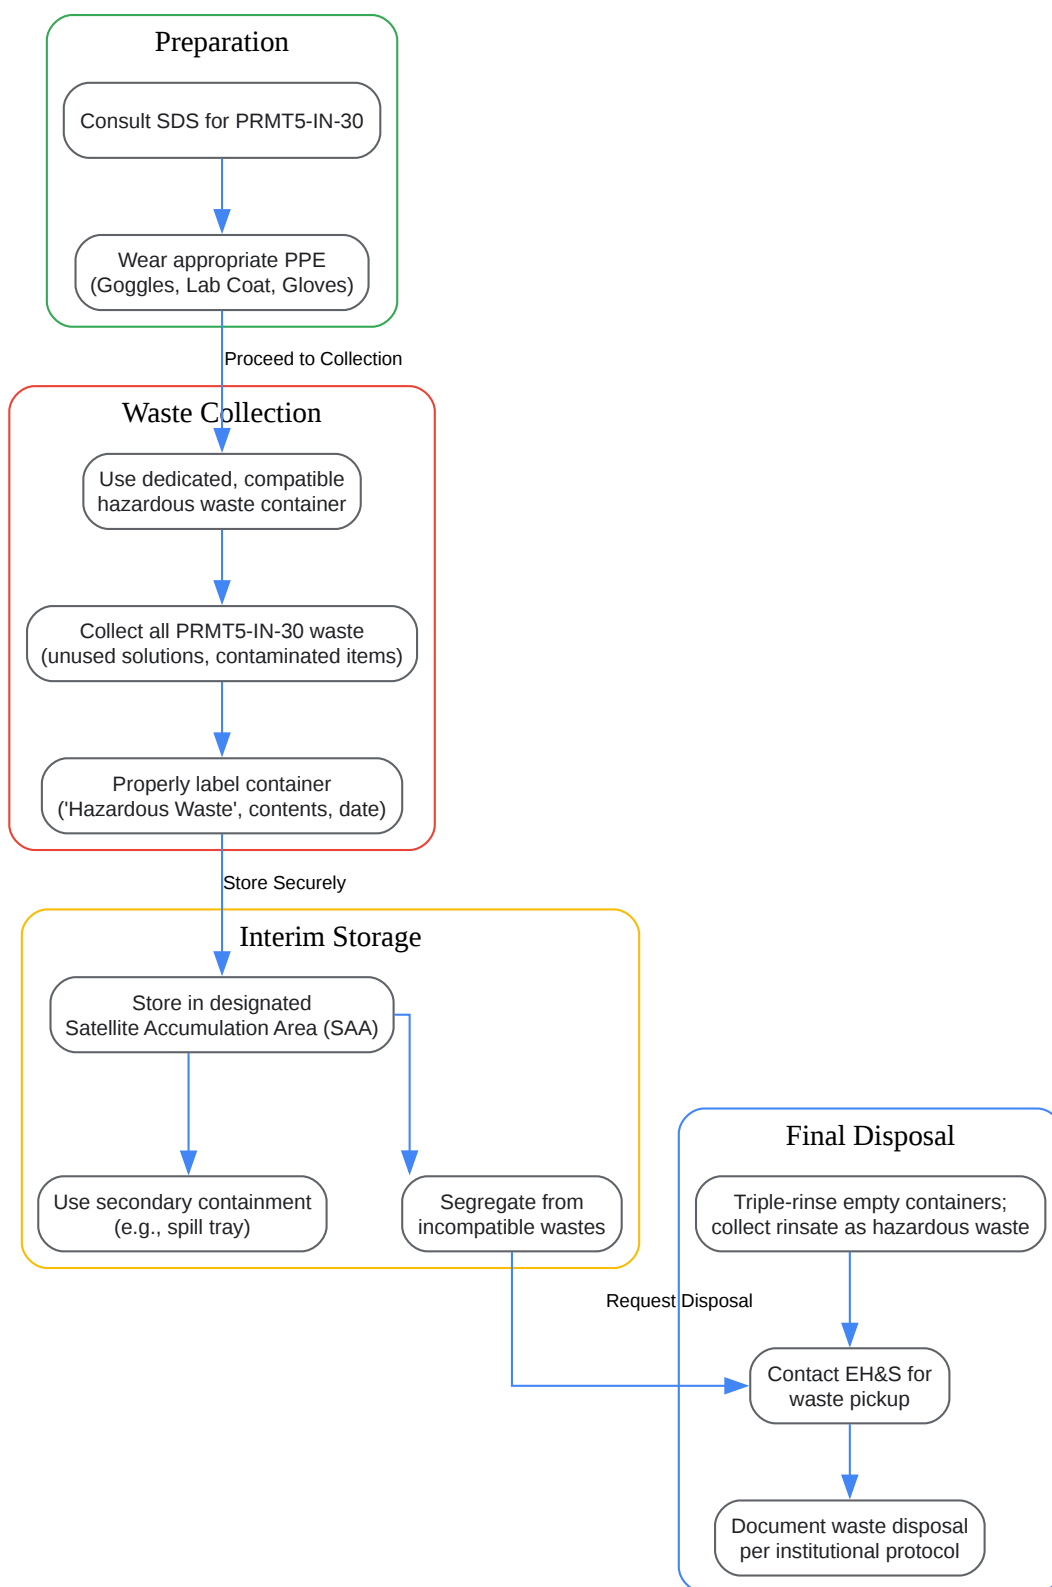 Preparation
Consult SDS for PRMT5-IN-30
Wear appropriate PPE
(Goggles, Lab Coat, Gloves)
Proceed to Collection
Waste Collection
Use dedicated, compatible
hazardous waste container
Collect all PRMT5-IN-30 waste
(unused solutions, contaminated items)
Properly label container
('Hazardous Waste', contents, date)
Store Securely
Interim Storage
Store in designated
Satellite Accumulation Area (SAA)
Use secondary containment
(e.g., spill tray)
Segregate from
incompatible wastes
Final Disposal
Triple-rinse empty containers;
collect rinsate as hazardous waste
Request Disposal
Contact EH&S for
waste pickup
Document waste disposal
per institutional protocol